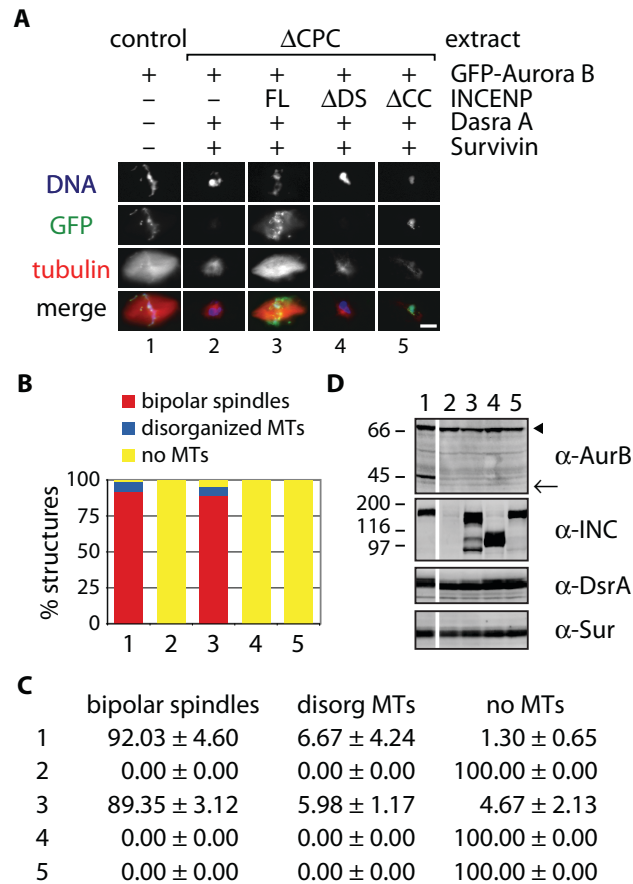 A
control ΔCPC extract
+ + + + + GFP-Aurora B
– – FL ΔDS ΔCC INCENP
– + + + + Dasra A
– + + + + Survivin
DNA
GFP
tubulin
merge
1 2 3 4 5
B
bipolar spindles
disorganized MTs
no MTs
% structures
100
75
50
25
0
1 2 3 4 5
D
1 2 3 4 5
66 –
α-AurB
45 –
200 –
116 –
97 –
α-INC
α-DsrA
α-Sur
C
bipolar spindles disorg MTs no MTs
1 92.03 ± 4.60 6.67 ± 4.24 1.30 ± 0.65
2 0.00 ± 0.00 0.00 ± 0.00 100.00 ± 0.00
3 89.35 ± 3.12 5.98 ± 1.17 4.67 ± 2.13
4 0.00 ± 0.00 0.00 ± 0.00 100.00 ± 0.00
5 0.00 ± 0.00 0.00 ± 0.00 100.00 ± 0.00